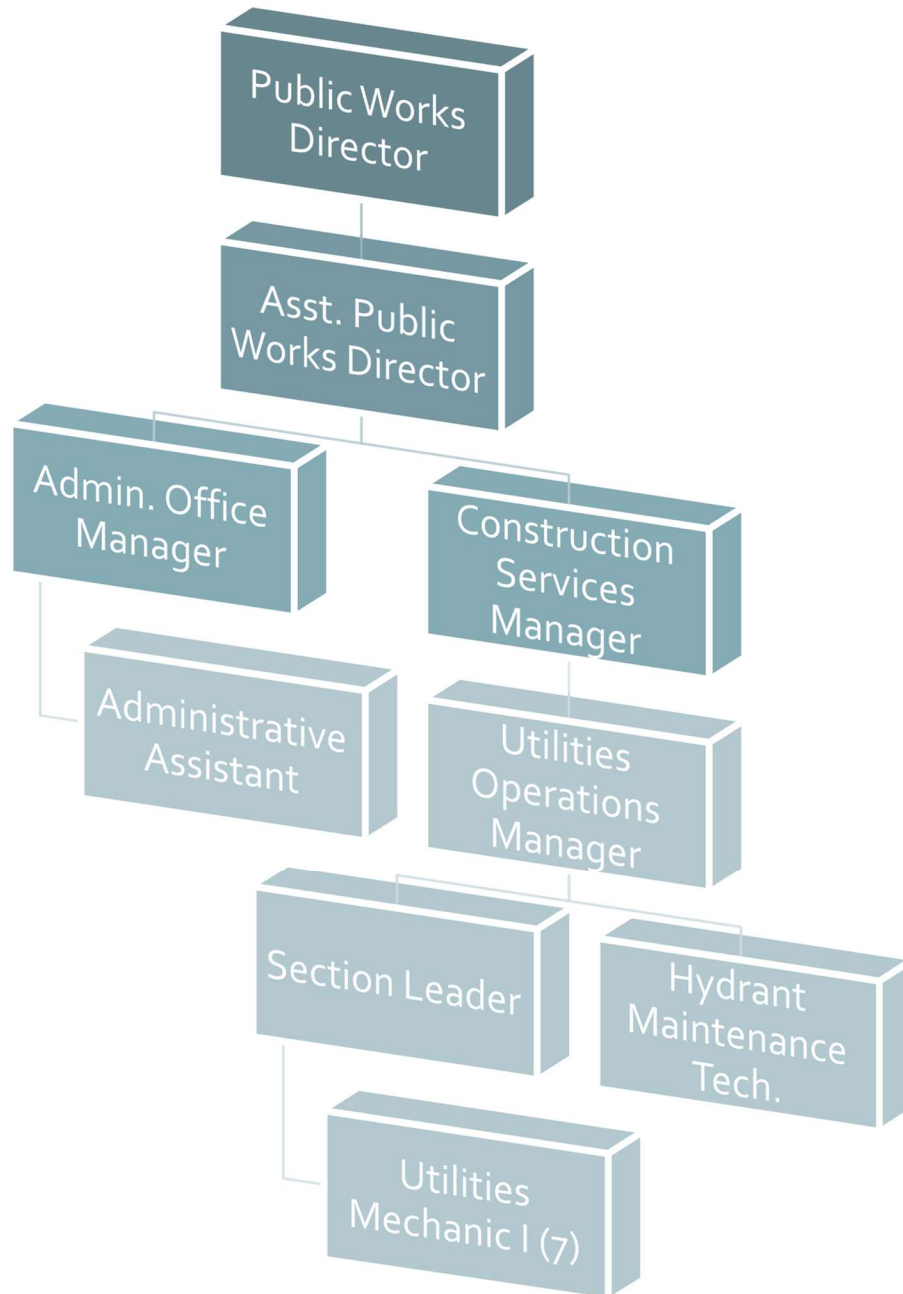 Public Works
Director
Asst. Public
Works Director
Admin. Office
Manager
Construction
Services
Manager
Administrative
Assistant
Utilities
Operations
Manager
Section Leader
Hydrant
Maintenance
Tech.
Utilities
Mechanic I (7)